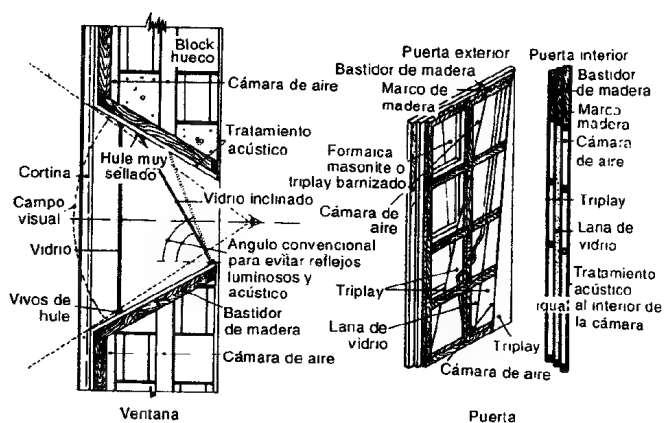 Block
hueco
Cámara de aire
Tratamiento
acústico
Hule muy
sellado
Cortina
Campo
visual
Vidrio inclinado
Vidrio
Angulo convencional
para evitar reflejos
luminosos y
acústico
Vivos de
hule
Bastidor
de madera
Cámara de aire
Ventana
Puerta exterior
Bastidor de madera
Marco de
madera
Formaica
masonite o
triplay barnizado
Cámara de
aire
Triplay
Lana de
vidrio
Triplay
Cámara de aire
Puerta interior
Bastidor
de madera
Marco
madera
Cámara
de aire
Triplay
Lana de
vidrio
Tratamiento
acústico
igual al interior de
la cámara
Puerta